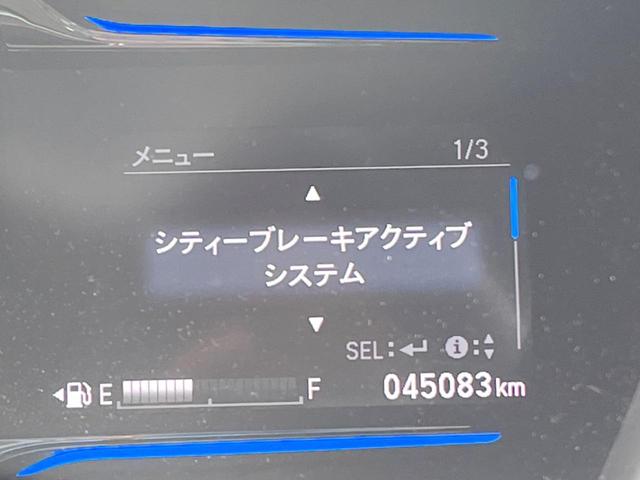 メニュー 1/3
シティーブレーキアクティブ
システム
SEL:↵ i:
E F 045083km